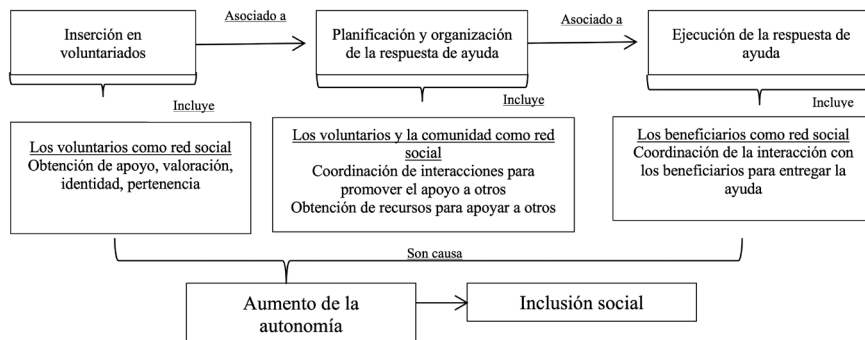 Asociado a
Asociado a
Inserción en
voluntariados
Planificación y organización
de la respuesta de ayuda
Ejecución de la respuesta de
ayuda
Incluye
Incluye
Incluye
Los voluntarios como red social
Obtención de apoyo, valoración,
identidad, pertenencia
Los voluntarios y la comunidad como red
social
Coordinación de interacciones para
promover el apoyo a otros
Obtención de recursos para apoyar a otros
Los beneficiarios como red social
Coordinación de la interacción con
los beneficiarios para entregar la
ayuda
Son causa
Aumento de la
autonomía
Inclusión social